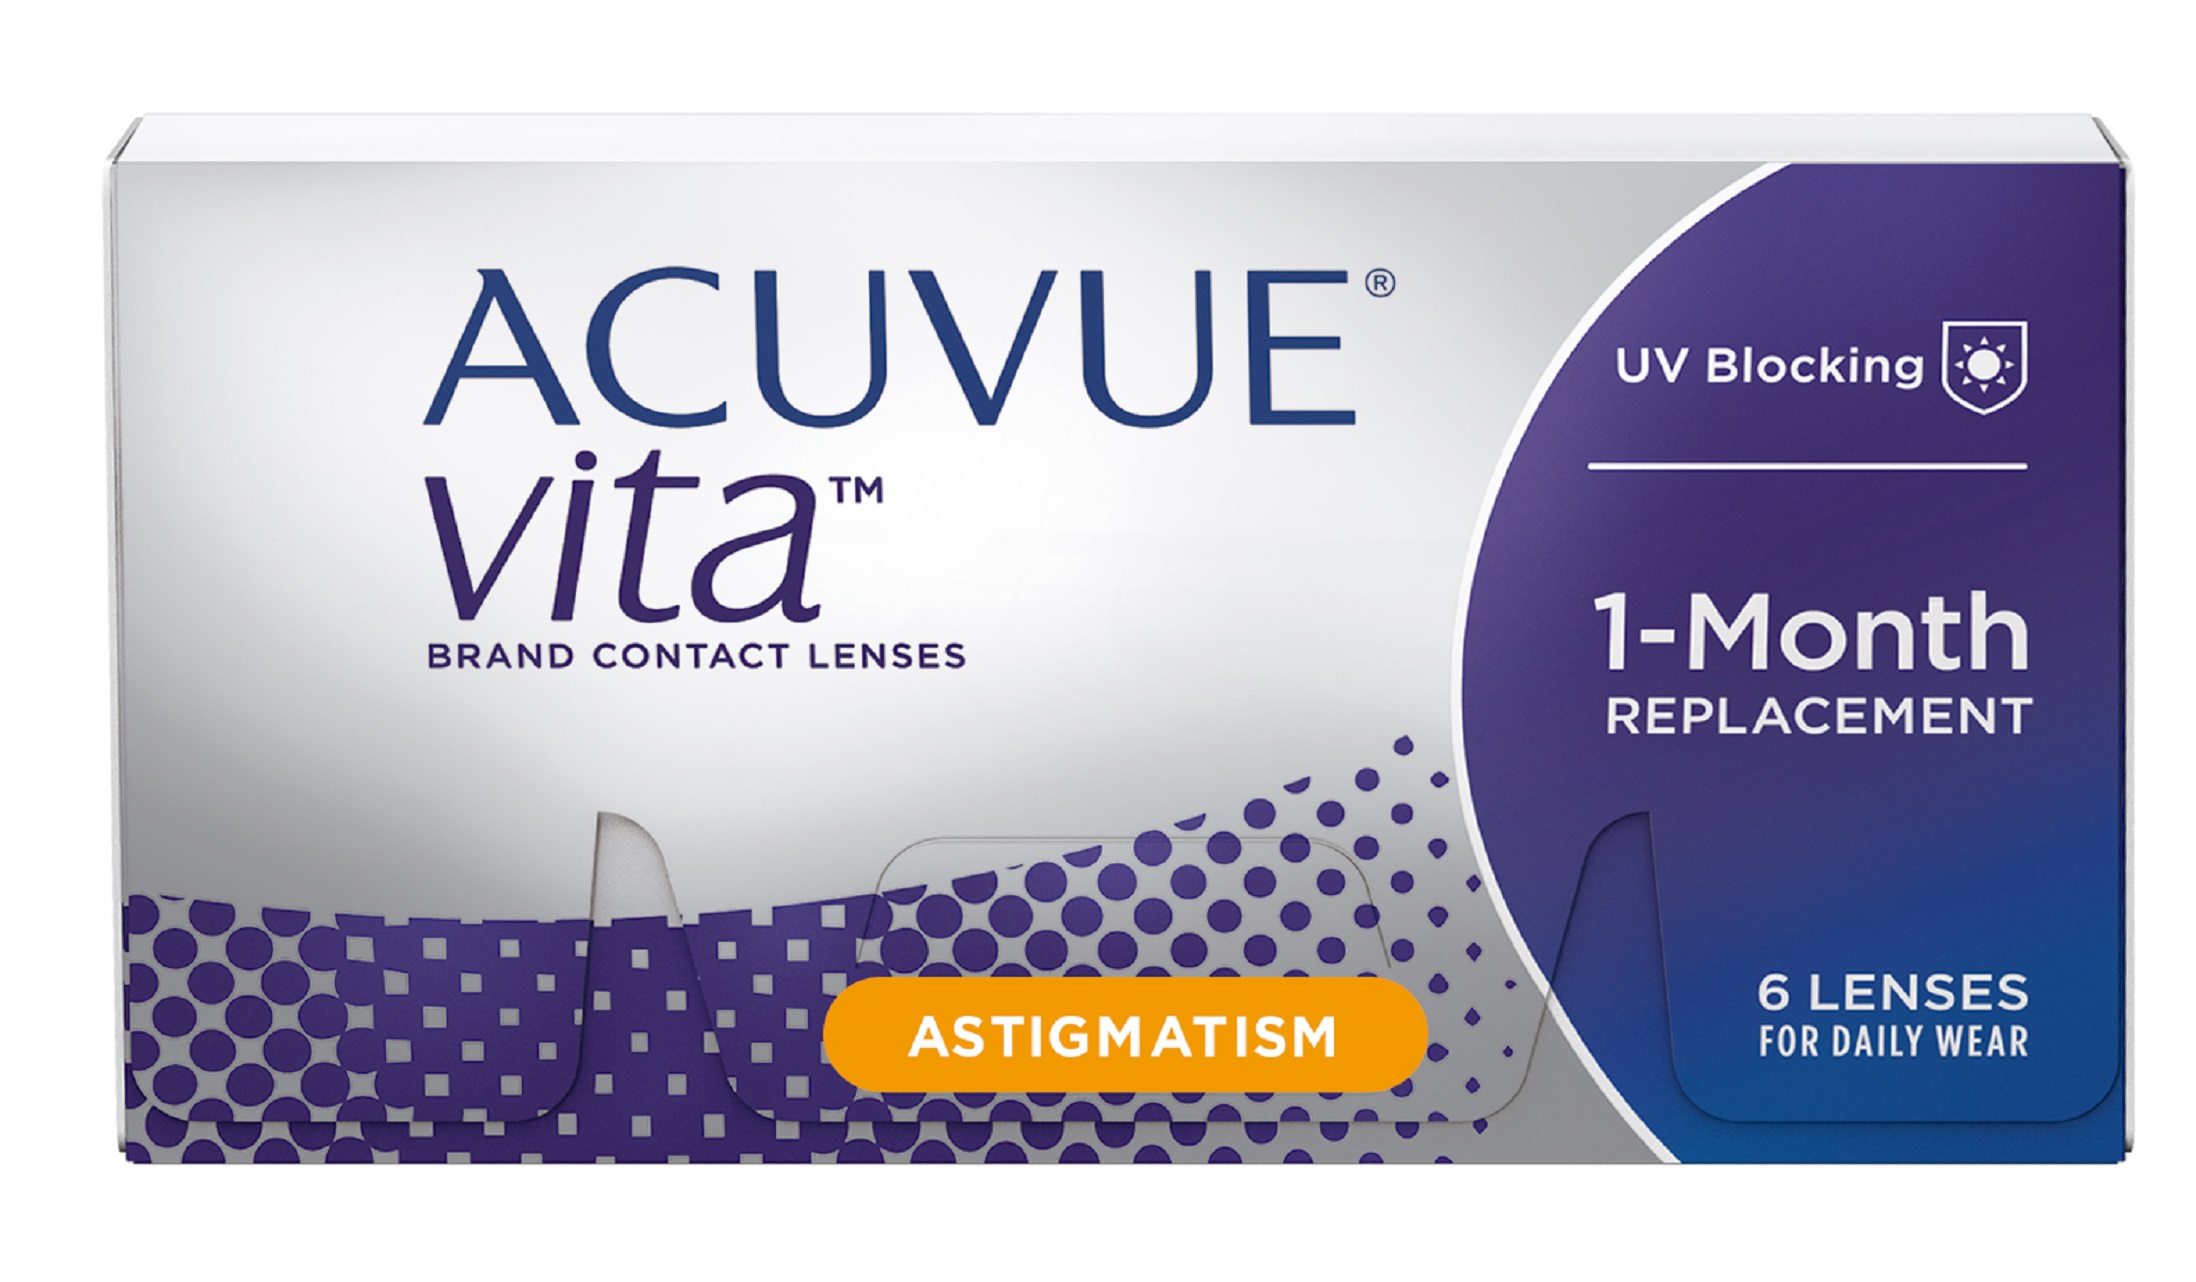 ACUVUE®
vita™
BRAND CONTACT LENSES
UV Blocking
1-Month
REPLACEMENT
ASTIGMATISM
6 LENSES
FOR DAILY WEAR